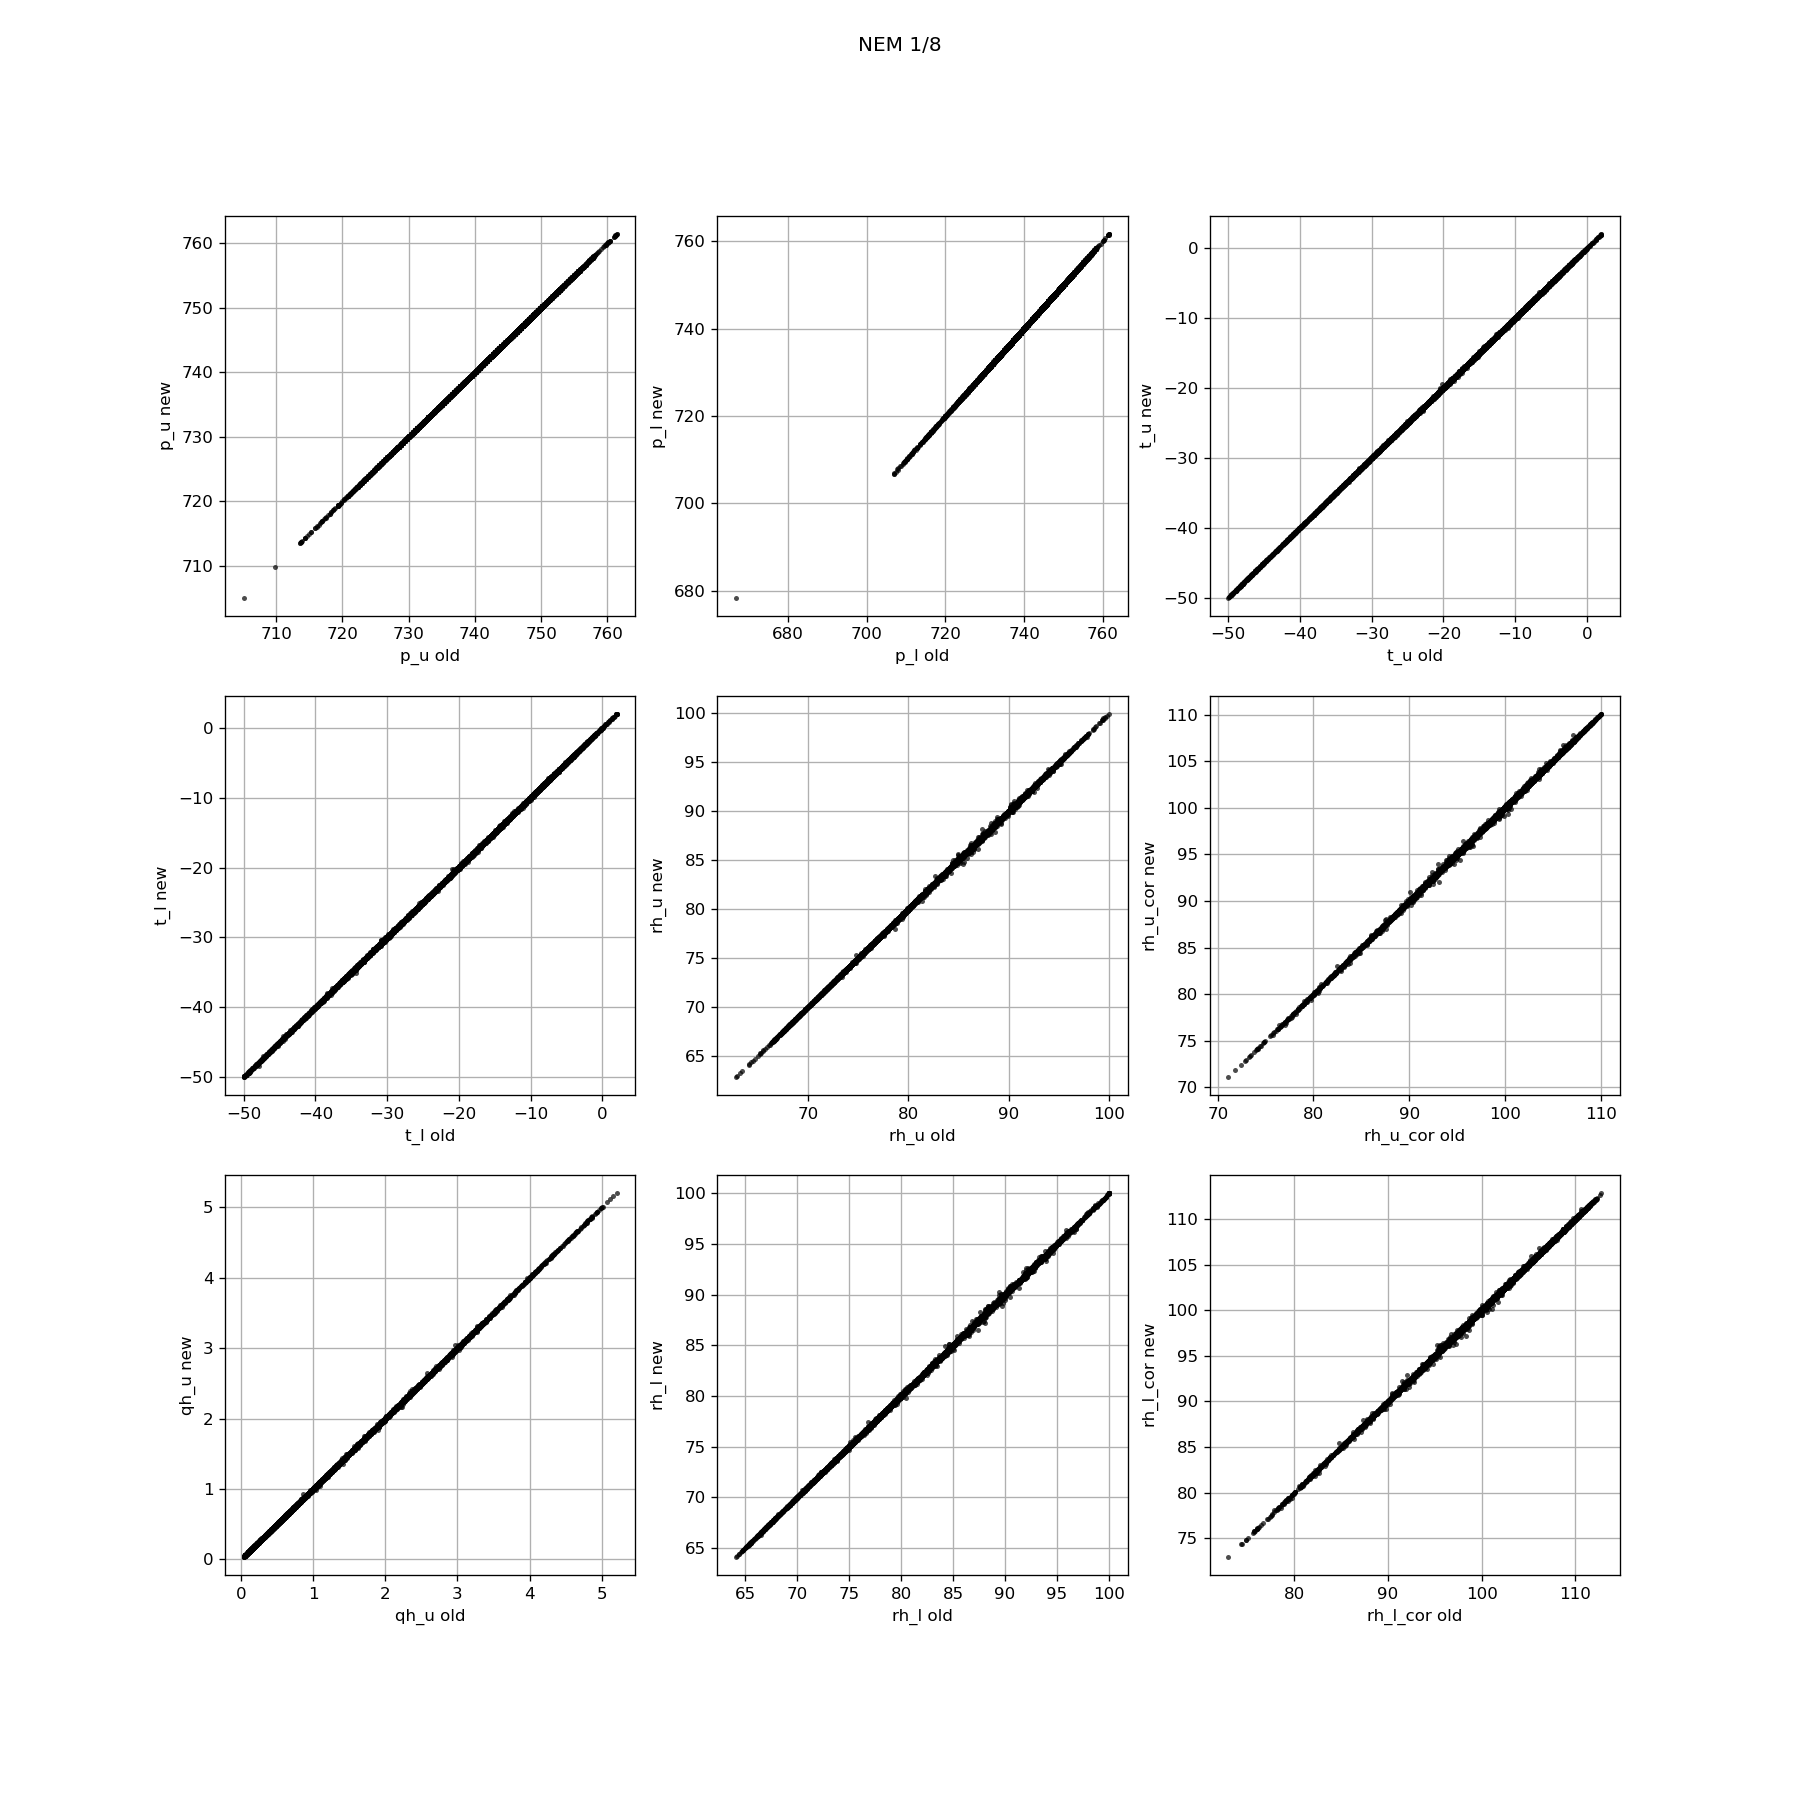 NEM 1/8
760
750
740
730
720
710
p_u new
710 720 730 740 750 760
p_u old
760
740
720
700
680
p_l new
680 700 720 740 760
p_l old
0
−10
−20
−30
−40
−50
t_u new
−50 −40 −30 −20 −10 0
t_u old
0
−10
−20
−30
−40
−50
t_l new
−50 −40 −30 −20 −10 0
t_l old
100
95
90
85
80
75
70
65
rh_u new
70 80 90 100
rh_u old
110
105
100
95
90
85
80
75
70
rh_u_cor new
70 80 90 100 110
rh_u_cor old
5
4
3
2
1
0
qh_u new
0 1 2 3 4 5
qh_u old
100
95
90
85
80
75
70
65
rh_l new
65 70 75 80 85 90 95 100
rh_l old
110
105
100
95
90
85
80
75
rh_l_cor new
80 90 100 110
rh_l_cor old